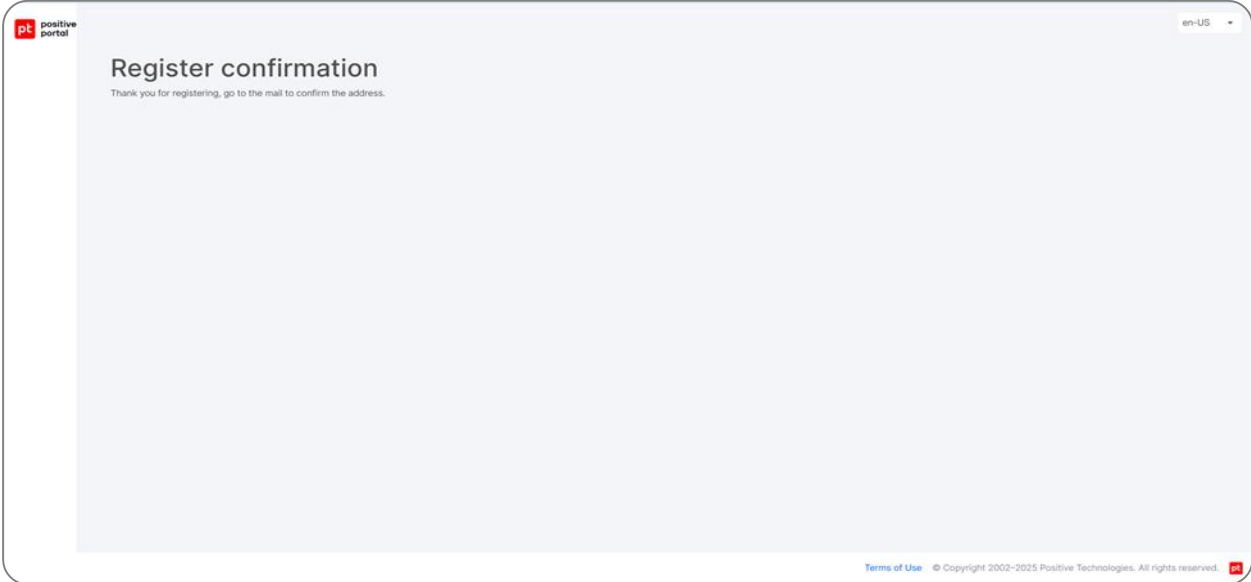 pt positive
portal
en-US
Register confirmation
Thank you for registering, go to the mail to confirm the address.
Terms of Use © Copyright 2002–2025 Positive Technologies. All rights reserved. pt